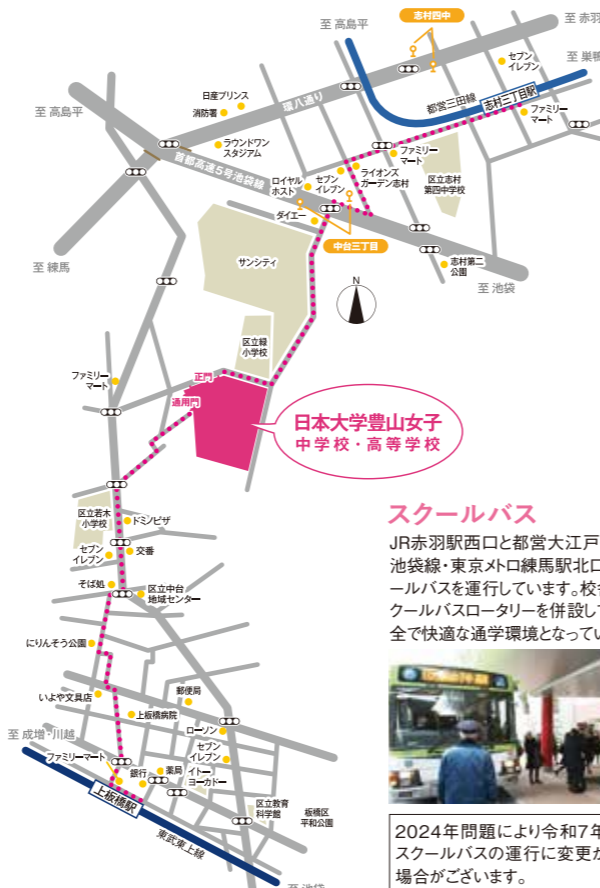 至 高島平
志村四中
至 赤羽
セブン
イレブン
至 巣鴨
日産プリンス
消防署
環八通り
都営三田線
志村三丁目駅
至 高島平
ラウンドワン
スタジアム
ファミリー
マート
首都高速5号池袋線
ファミリー
マート
ロイヤル
ホスト
セブン
イレブン
ライオンズ
ガーデン志村
区立志村
第四中学校
ダイエー
中台三丁目
サンシティ
志村第二
公園
至 練馬
至 池袋
N
区立緑
小学校
正門
ファミリー
マート
通用門
日本大学豊山女子
中学校・高等学校
区立若木
小学校
ドミノピザ
セブン
イレブン
交番
そば処
区立中台
地域センター
にりんそう公園
いよや文具店
郵便局
上板橋病院
ローソン
至 成増・川越
ファミリーマート
銀行
薬局
セブン
イレブン
イトー
ヨーカドー
上板橋駅
区立教育
科学館
板橋区
平和公園
東武東上線
至 池袋
スクールバス
JR赤羽駅西口と都営大江戸
池袋線・東京メトロ練馬駅北口
ールバスを運行しています。校舎
クールバスロータリーを併設して
全で快適な通学環境となってい
2024年問題により令和7年
スクールバスの運行に変更が
場合がございます。